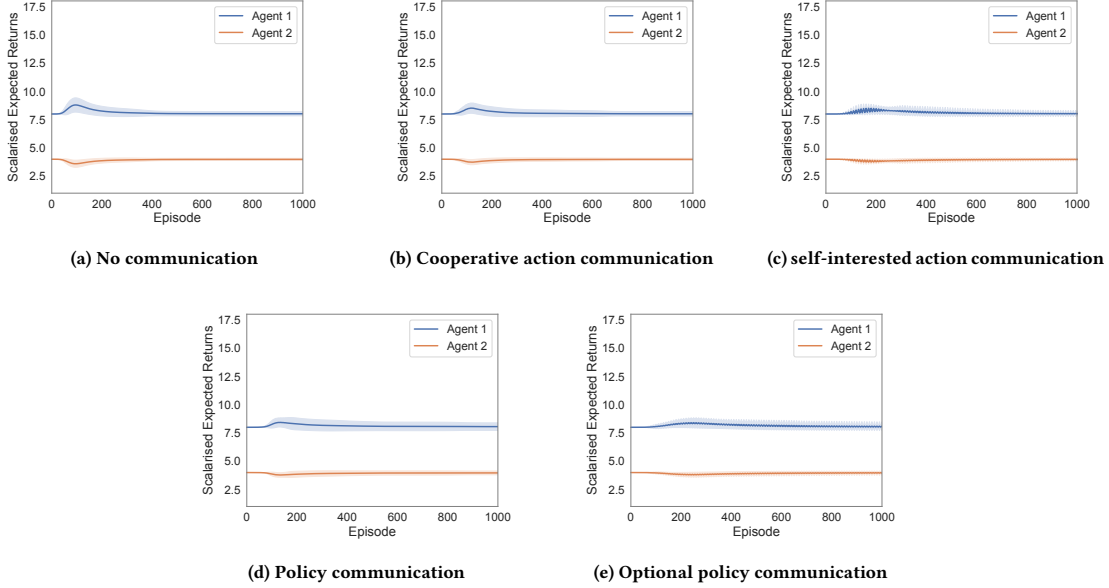 Scalarised Expected Returns
17.5
15.0
12.5
10.0
7.5
5.0
2.5
0 200 400 600 800 1000
Episode
Agent 1
Agent 2
(a) No communication
Scalarised Expected Returns
17.5
15.0
12.5
10.0
7.5
5.0
2.5
0 200 400 600 800 1000
Episode
Agent 1
Agent 2
(b) Cooperative action communication
Scalarised Expected Returns
17.5
15.0
12.5
10.0
7.5
5.0
2.5
0 200 400 600 800 1000
Episode
Agent 1
Agent 2
(c) self-interested action communication
Scalarised Expected Returns
17.5
15.0
12.5
10.0
7.5
5.0
2.5
0 200 400 600 800 1000
Episode
Agent 1
Agent 2
(d) Policy communication
Scalarised Expected Returns
17.5
15.0
12.5
10.0
7.5
5.0
2.5
0 200 400 600 800 1000
Episode
Agent 1
Agent 2
(e) Optional policy communication